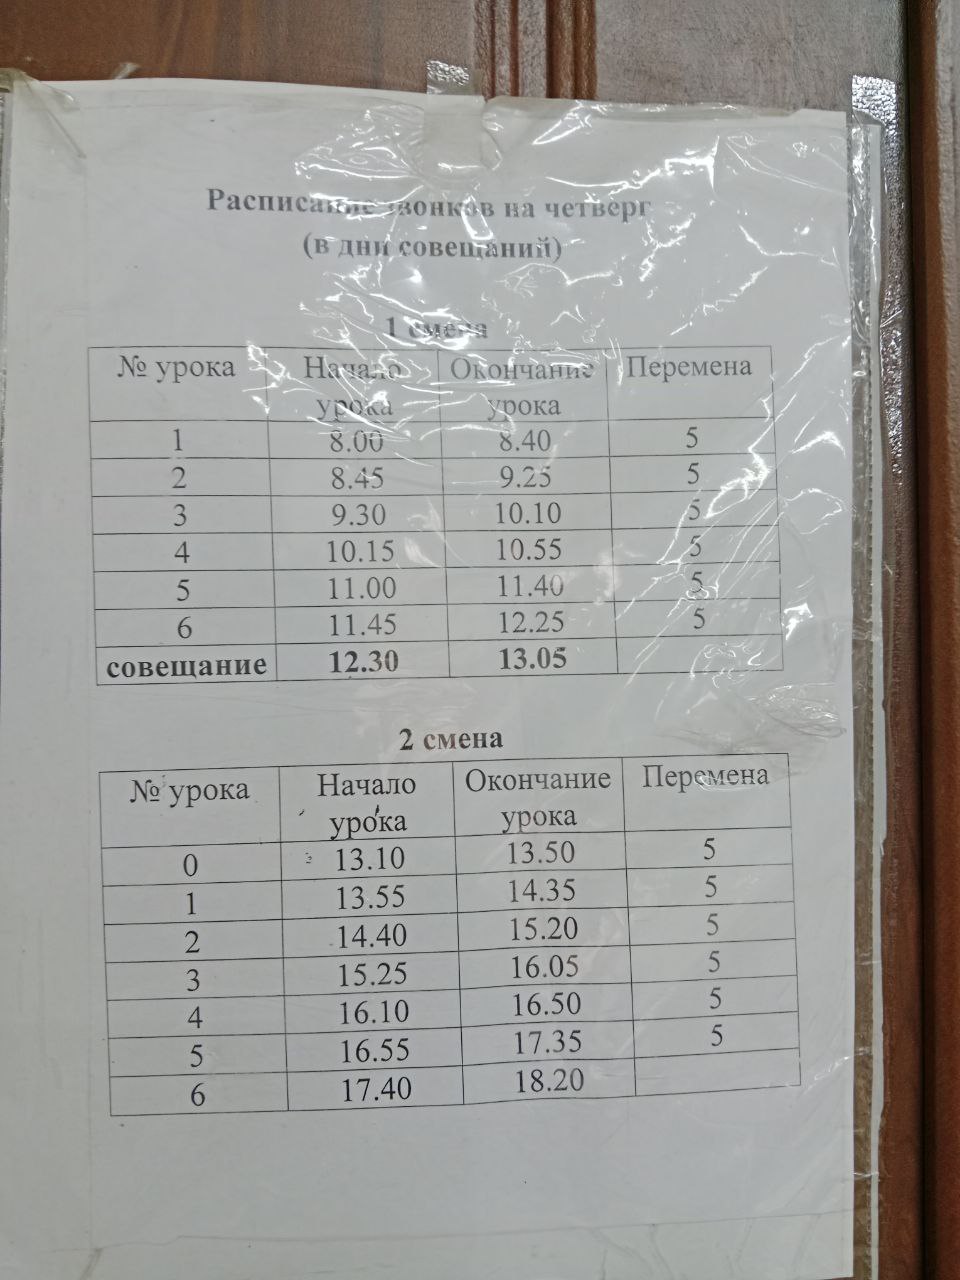 Расписание звонков на четверг
(в дни совещаний)
1 смена
№ урока Начало урока Окончание урока Перемена
1 8.00 8.40 5
2 8.45 9.25 5
3 9.30 10.10 5
4 10.15 10.55 5
5 11.00 11.40 5
6 11.45 12.25 5
совещание 12.30 13.05
2 смена
№ урока Начало урока Окончание урока Перемена
0 13.10 13.50 5
1 13.55 14.35 5
2 14.40 15.20 5
3 15.25 16.05 5
4 16.10 16.50 5
5 16.55 17.35 5
6 17.40 18.20